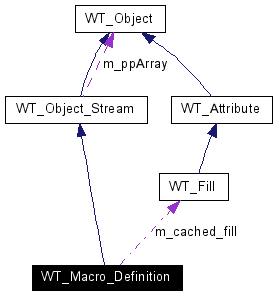 WT_Object
m_ppArray
WT_Object_Stream
WT_Attribute
WT_Fill
m_cached_fill
WT_Macro_Definition